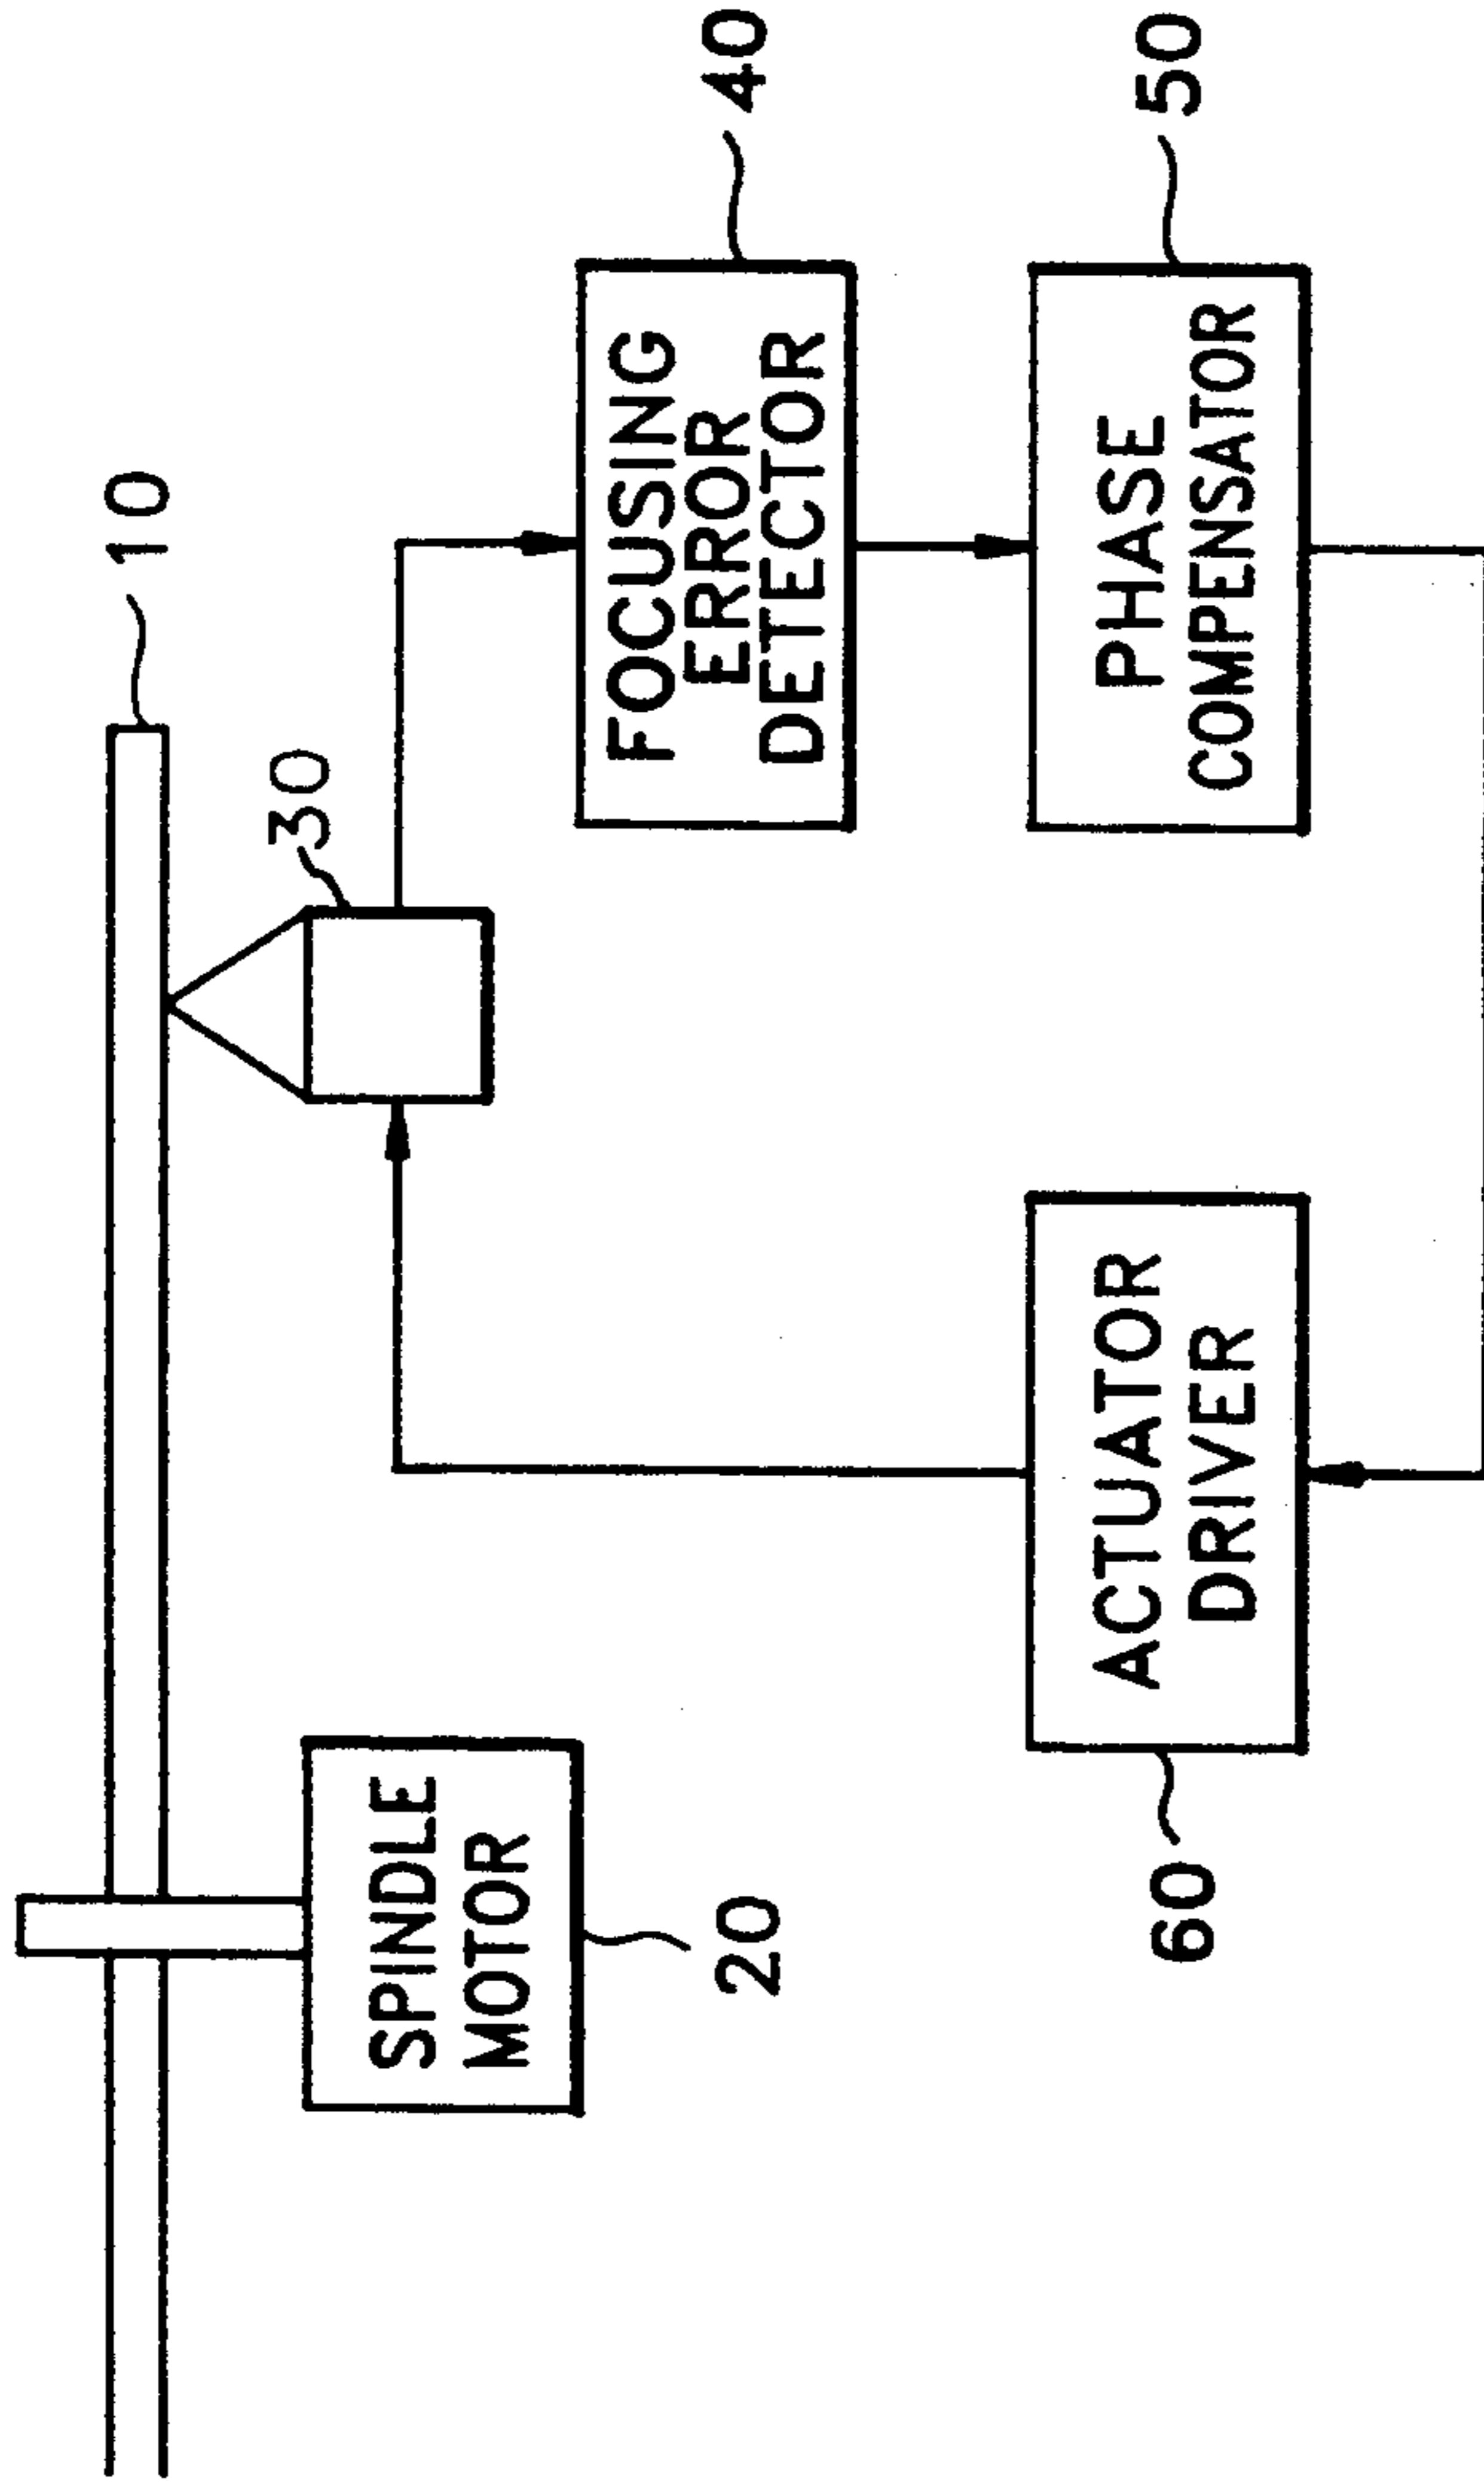 10
30
SPINDLE
MOTOR
20
FOCUSING
ERROR
DETECTOR
40
ACTUATOR
DRIVER
60
PHASE
COMPENSATOR
50